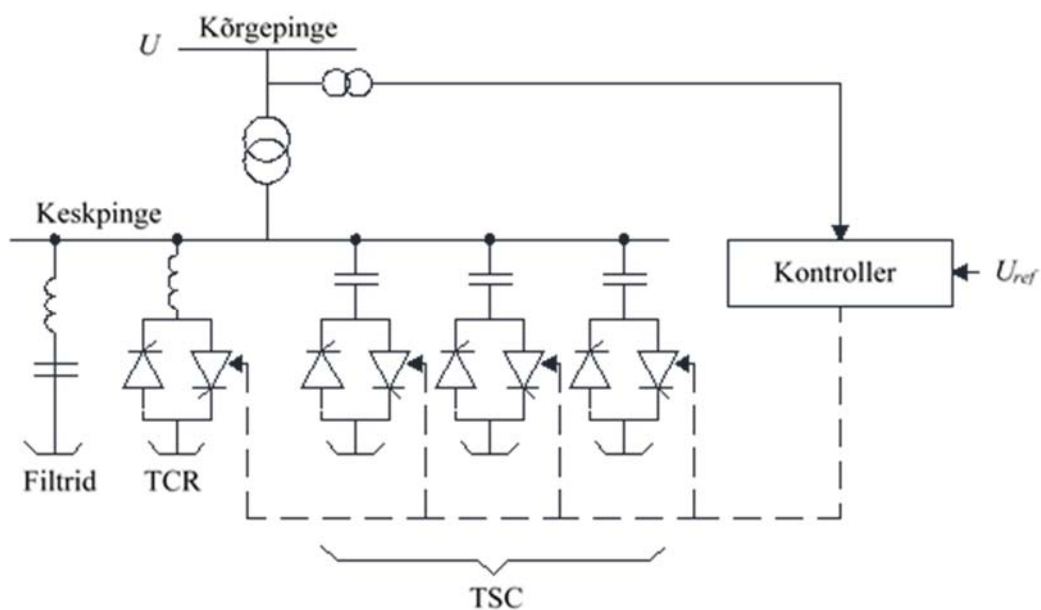 Kõrgepinge
U
Keskpinge
Kontroller
Uref
Filtrid
TCR
TSC